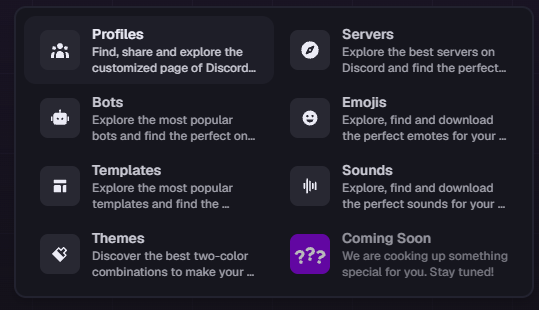 Profiles
Find, share and explore the
customized page of Discord...
Servers
Explore the best servers on
Discord and find the perfect...
Bots
Explore the most popular
bots and find the perfect on...
Emojis
Explore, find and download
the perfect emotes for your ...
Templates
Explore the most popular
templates and find the ...
Sounds
Explore, find and download
the perfect sounds for your ...
Themes
Discover the best two-color
combinations to make your ...
???
Coming Soon
We are cooking up something
special for you. Stay tuned!